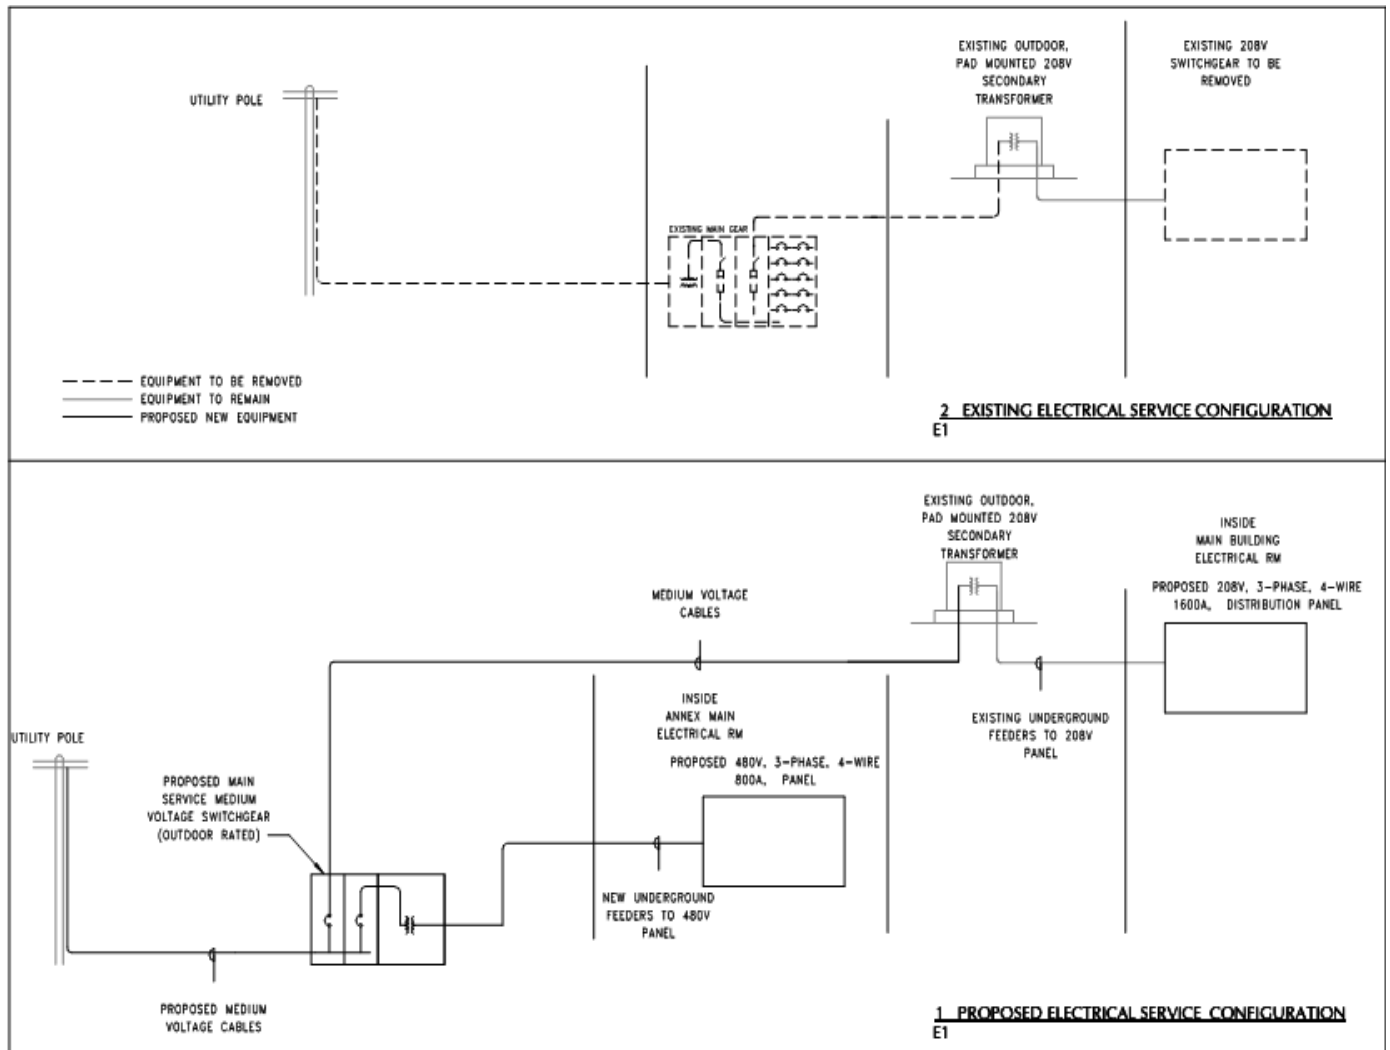 EXISTING OUTDOOR,
PAD MOUNTED 208V
SECONDARY
TRANSFORMER
EXISTING 208V
SWITCHGEAR TO BE
REMOVED
UTILITY POLE
EXISTING MAIN GEAR
EQUIPMENT TO BE REMOVED
EQUIPMENT TO REMAIN
PROPOSED NEW EQUIPMENT
2 EXISTING ELECTRICAL SERVICE CONFIGURATION
E1
EXISTING OUTDOOR,
PAD MOUNTED 208V
SECONDARY
TRANSFORMER
INSIDE
MAIN BUILDING
ELECTRICAL RM
PROPOSED 208V, 3-PHASE, 4-WIRE
1600A, DISTRIBUTION PANEL
MEDIUM VOLTAGE
CABLES
INSIDE
ANNEX MAIN
ELECTRICAL RM
PROPOSED 480V, 3-PHASE, 4-WIRE
800A, PANEL
EXISTING UNDERGROUND
FEEDERS TO 208V
PANEL
UTILITY POLE
PROPOSED MAIN
SERVICE MEDIUM
VOLTAGE SWITCHGEAR
(OUTDOOR RATED)
NEW UNDERGROUND
FEEDERS TO 480V
PANEL
PROPOSED MEDIUM
VOLTAGE CABLES
1 PROPOSED ELECTRICAL SERVICE CONFIGURATION
E1